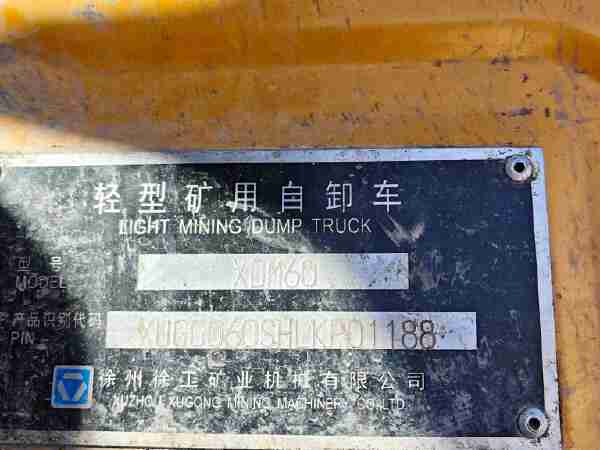 轻型矿用自卸车
LIGHT MINING DUMP TRUCK
型 号 XDM60
MODEL
产品识别代码
PIN
徐州徐工矿业机械有限公司
XUZHOU XUGONG MINING MACHINERY CO.,LTD